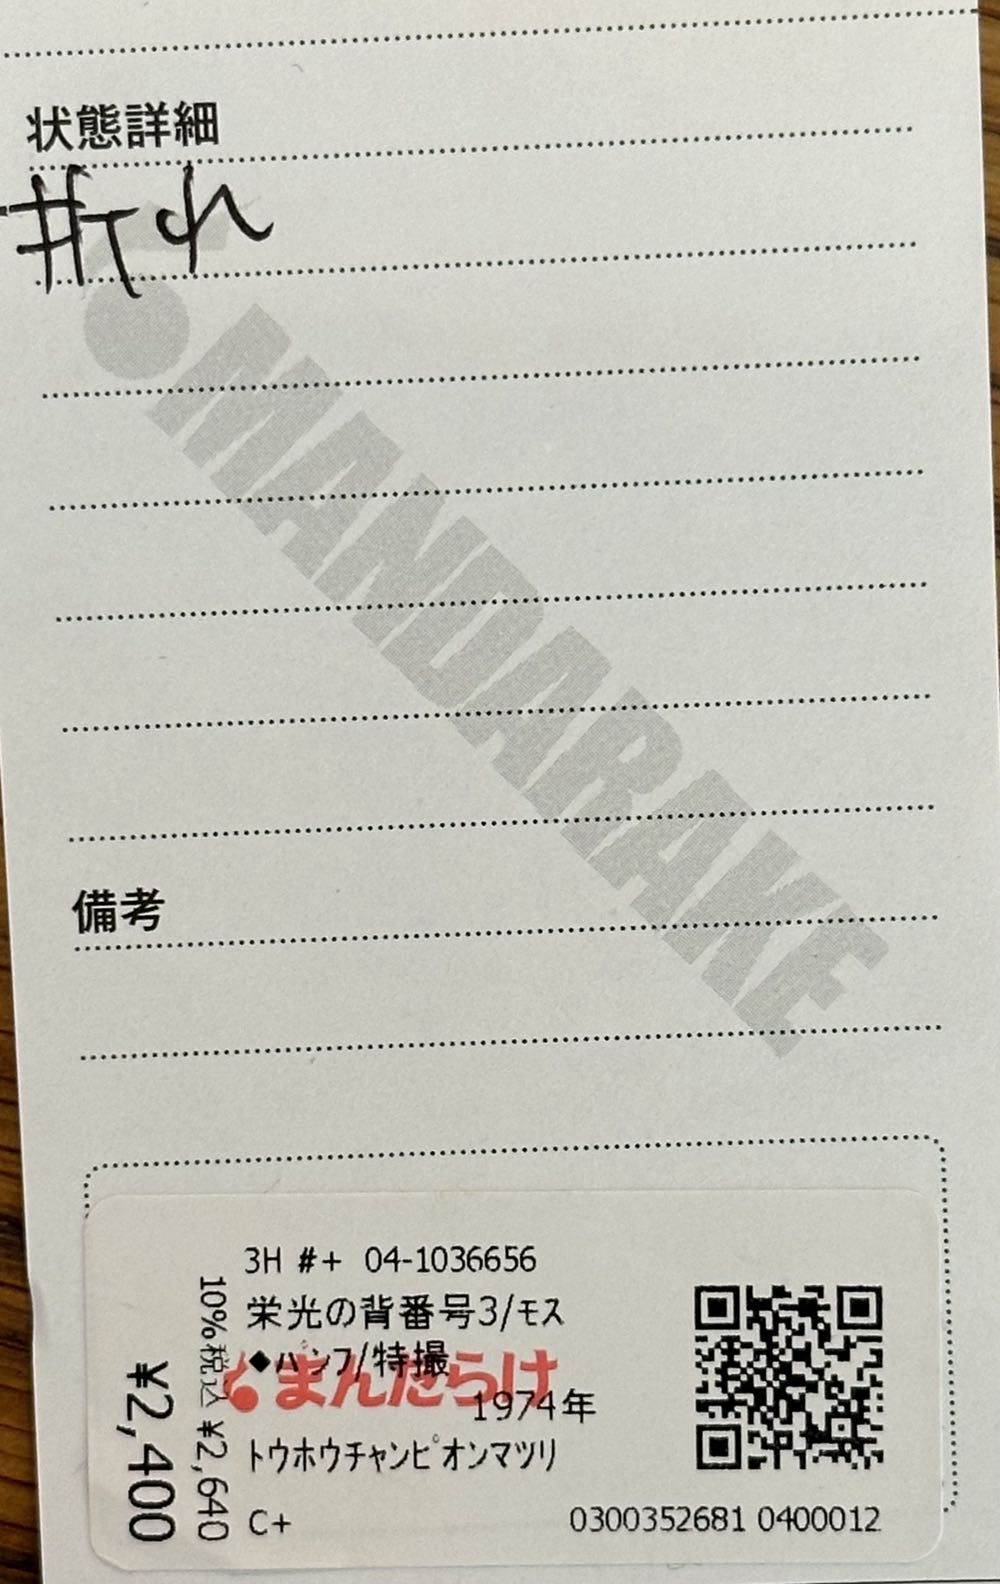 状態詳細
折れ
MANDARAKE
備考
3H #+ 04-1036656
栄光の背番号3/モス
◆パンフ/特撮
まんだらけ
1974年
トウホウチャンピオンマツリ
C+
0300352681 0400012
10%税込 ¥2,640
¥2,400